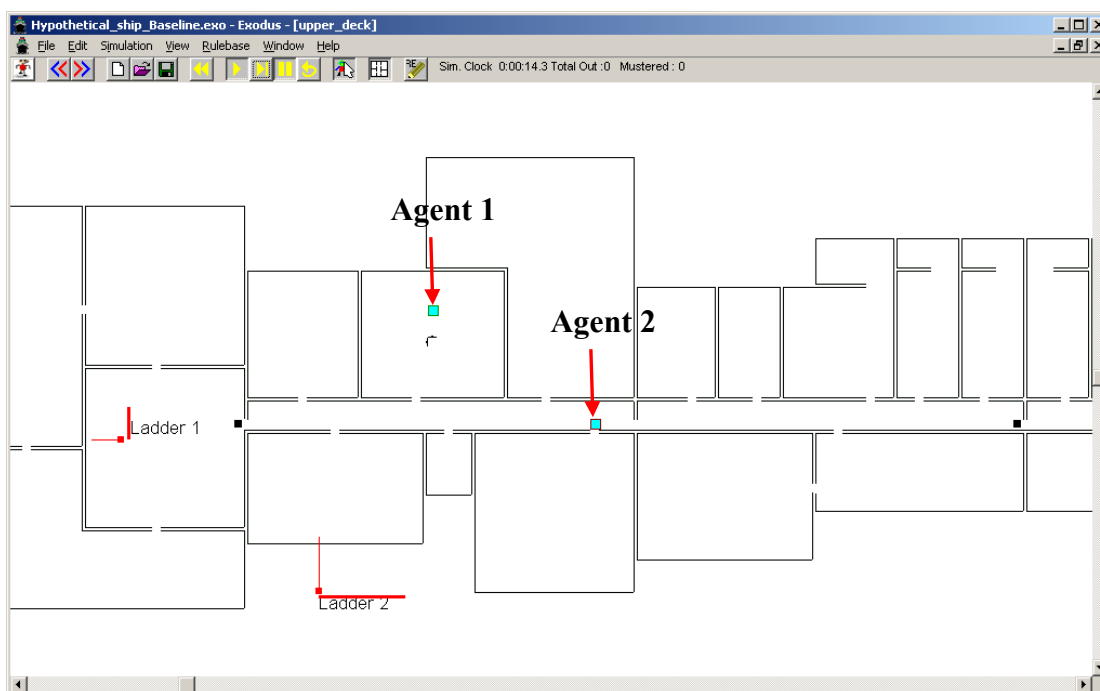 Hypothetical_ship_Baseline.exo - Exodus - [upper_deck]
File Edit Simulation View Rulebase Window Help
Sim. Clock 0:00:14.3 Total Out :0 Mustered : 0
Agent 1
Agent 2
Ladder 1
Ladder 2